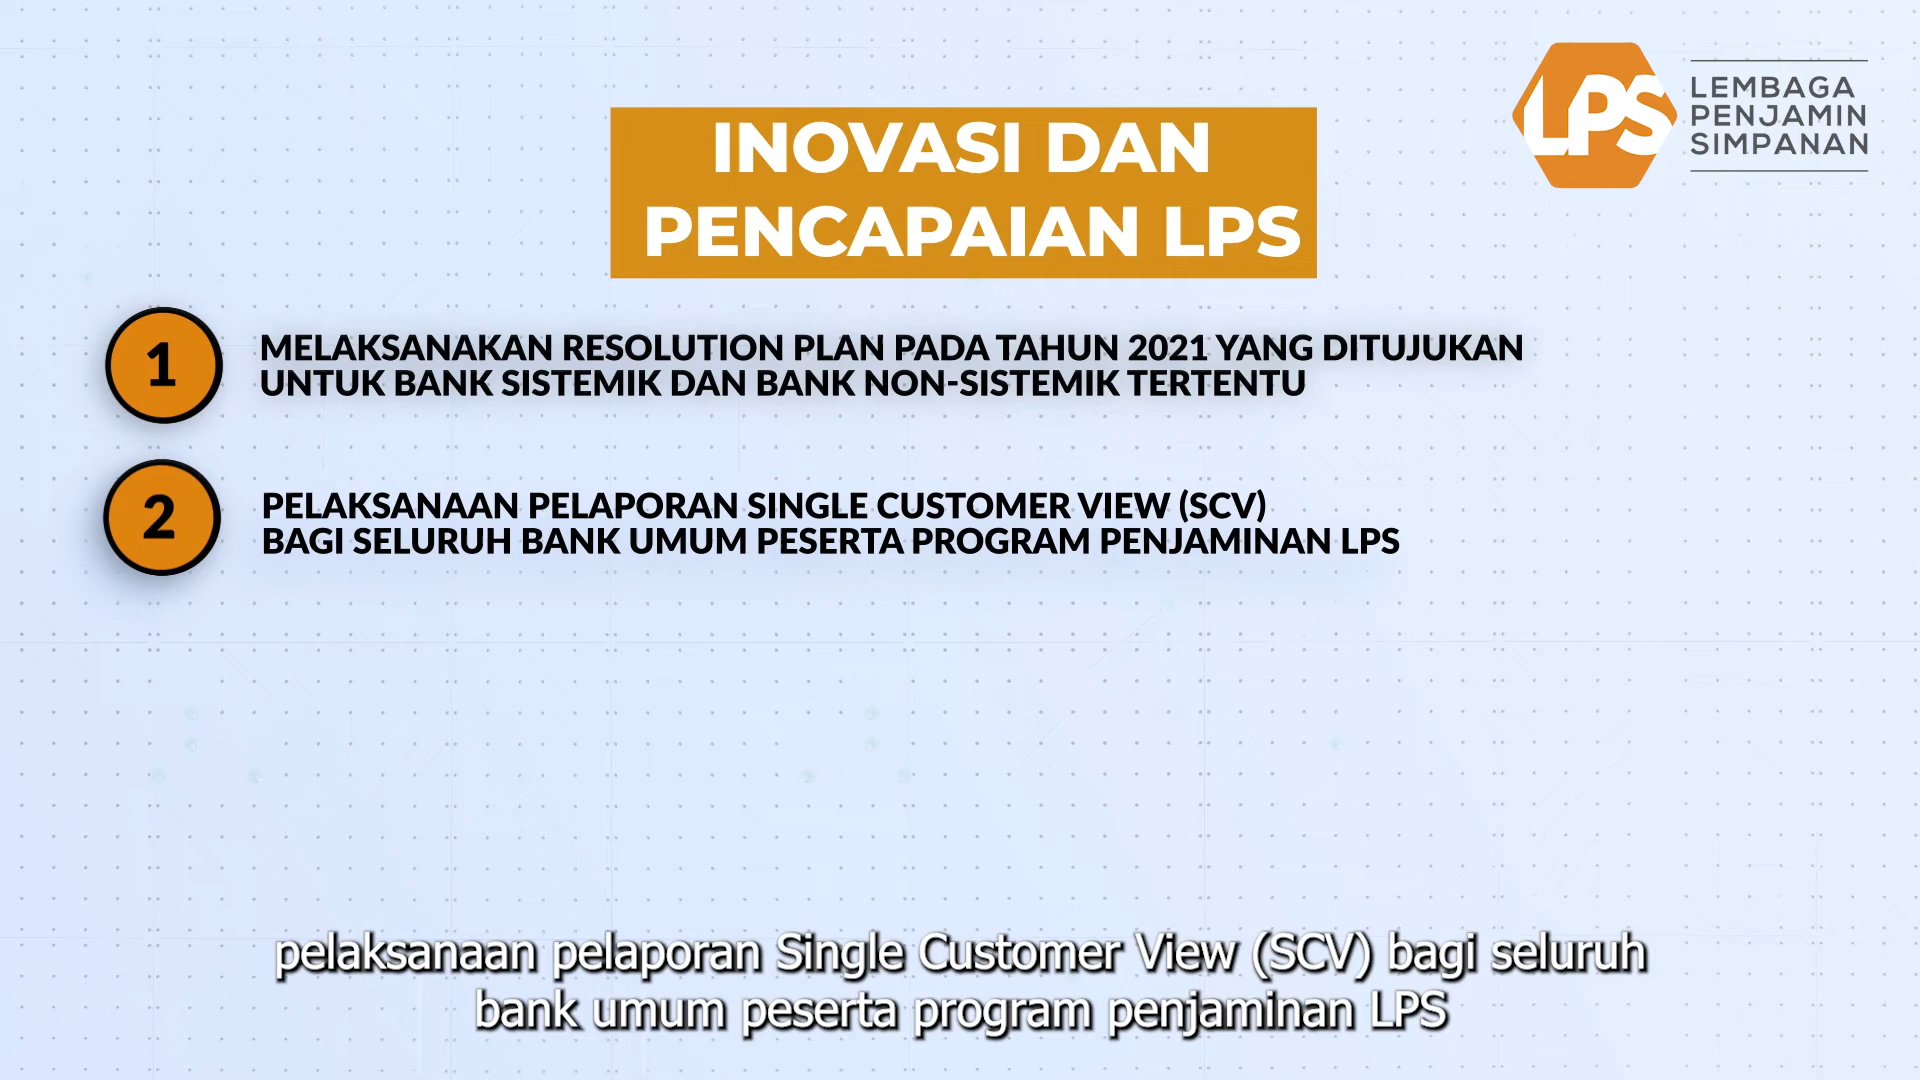 LPS
LEMBAGA
PENJAMIN
SIMPANAN
INOVASI DAN
PENCAPAIAN LPS
1
MELAKSANAKAN RESOLUTION PLAN PADA TAHUN 2021 YANG DITUJUKAN
UNTUK BANK SISTEMIK DAN BANK NON-SISTEMIK TERTENTU
2
PELAKSANAAN PELAPORAN SINGLE CUSTOMER VIEW (SCV)
BAGI SELURUH BANK UMUM PESERTA PROGRAM PENJAMINAN LPS
pelaksanaan pelaporan Single Customer View (SCV) bagi seluruh
bank umum peserta program penjaminan LPS